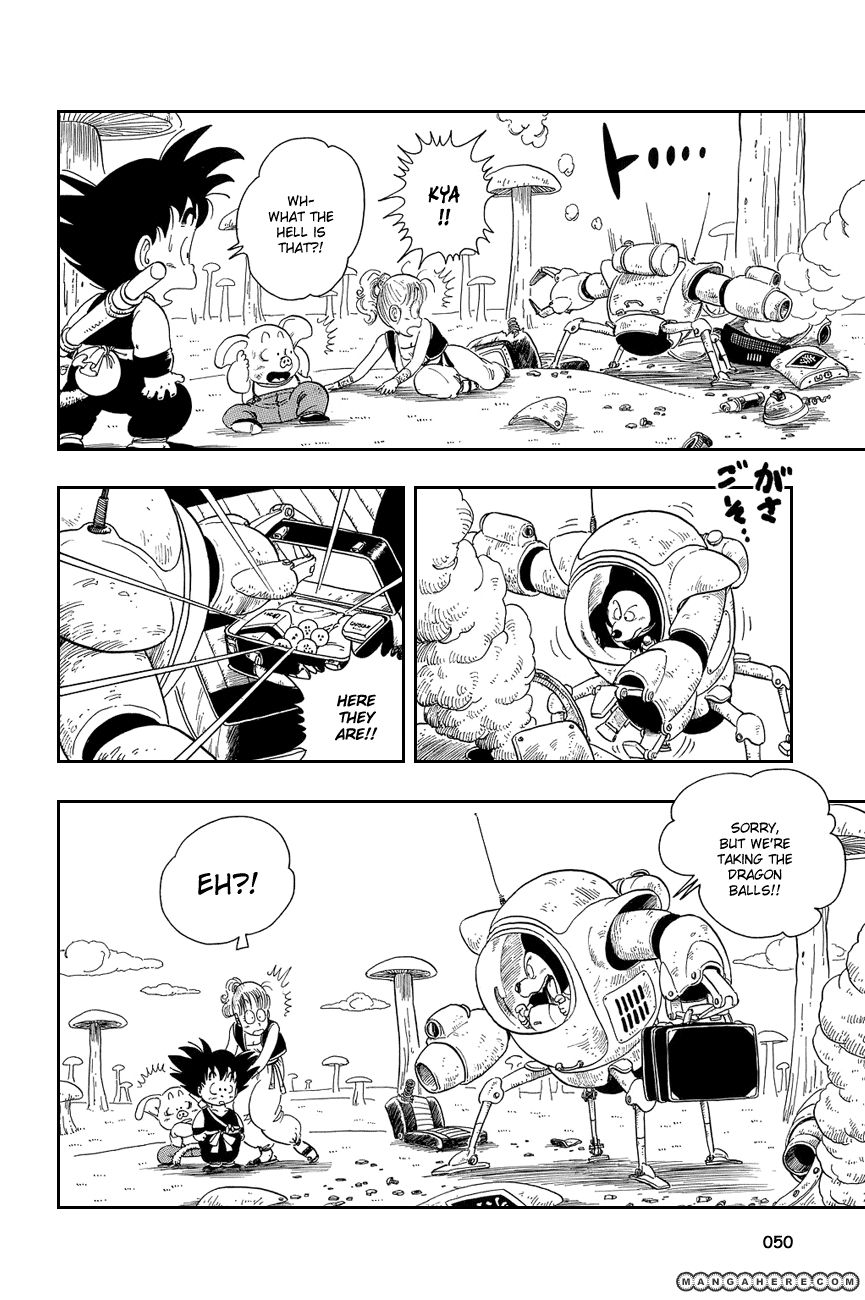 ト••••
KYA
!!
WH-
WHAT THE
HELL IS
THAT?!
がさ
ごそ..
HERE
THEY
ARE!!
SORRY,
BUT WE'RE
TAKING THE
DRAGON
BALLS!!
EH?!
050
MANGAHERE.COM